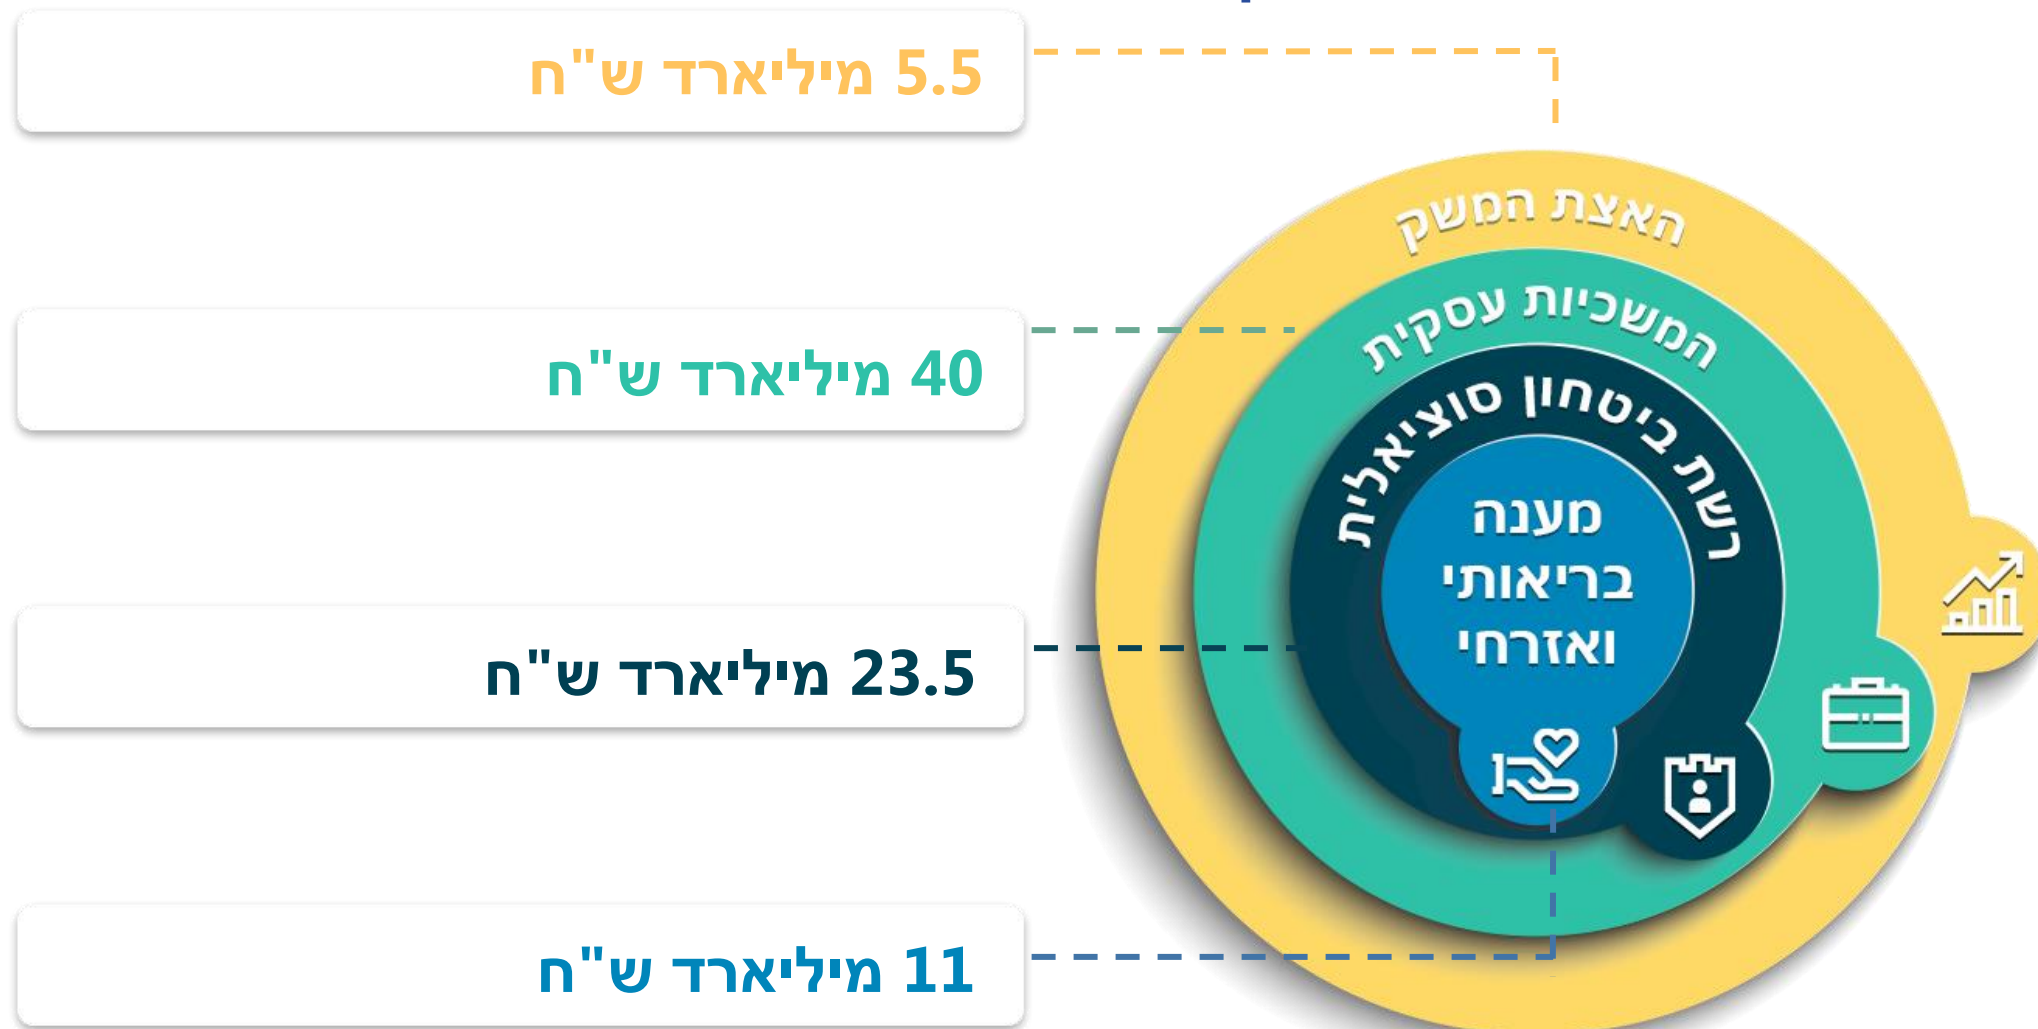 5.5 מיליארד ש"ח
האצת המשק
40 מיליארד ש"ח
המשכיות עסקית
רשת ביטחון סוציאלית
23.5 מיליארד ש"ח
מענה
בריאותי
ואזרחי
11 מיליארד ש"ח